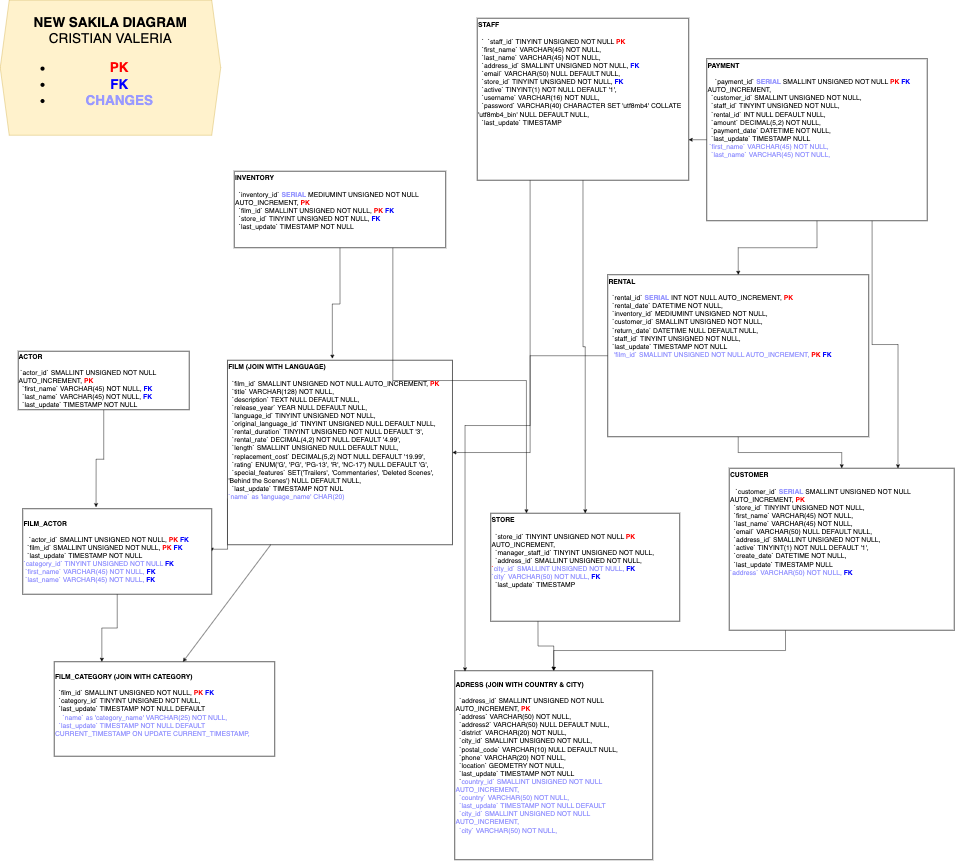 NEW SAKILA DIAGRAM
CRISTIAN VALERIA
• PK
• FK
• CHANGES
STAFF
` `staff_id` TINYINT UNSIGNED NOT NULL PK
`first_name` VARCHAR(45) NOT NULL,
`last_name` VARCHAR(45) NOT NULL,
`address_id` SMALLINT UNSIGNED NOT NULL, FK
`email` VARCHAR(50) NULL DEFAULT NULL,
`store_id` TINYINT UNSIGNED NOT NULL, FK
`active` TINYINT(1) NOT NULL DEFAULT '1',
`username` VARCHAR(16) NOT NULL,
`password` VARCHAR(40) CHARACTER SET 'utf8mb4' COLLATE
'utf8mb4_bin' NULL DEFAULT NULL,
`last_update` TIMESTAMP
PAYMENT
`payment_id` SERIAL SMALLINT UNSIGNED NOT NULL PK FK
AUTO_INCREMENT,
`customer_id` SMALLINT UNSIGNED NOT NULL,
`staff_id` TINYINT UNSIGNED NOT NULL,
`rental_id` INT NULL DEFAULT NULL,
`amount` DECIMAL(5,2) NOT NULL,
`payment_date` DATETIME NOT NULL,
`last_update` TIMESTAMP NULL
`first_name` VARCHAR(45) NOT NULL,
`last_name` VARCHAR(45) NOT NULL,
INVENTORY
`inventory_id` SERIAL MEDIUMINT UNSIGNED NOT NULL
AUTO_INCREMENT, PK
`film_id` SMALLINT UNSIGNED NOT NULL, PK FK
`store_id` TINYINT UNSIGNED NOT NULL, FK
`last_update` TIMESTAMP NOT NULL
RENTAL
`rental_id` SERIAL INT NOT NULL AUTO_INCREMENT, PK
`rental_date` DATETIME NOT NULL,
`inventory_id` MEDIUMINT UNSIGNED NOT NULL,
`customer_id` SMALLINT UNSIGNED NOT NULL,
`return_date` DATETIME NULL DEFAULT NULL,
`staff_id` TINYINT UNSIGNED NOT NULL,
`last_update` TIMESTAMP NOT NULL
`film_id` SMALLINT UNSIGNED NOT NULL AUTO_INCREMENT, PK FK
ACTOR
`actor_id` SMALLINT UNSIGNED NOT NULL
AUTO_INCREMENT, PK
`first_name` VARCHAR(45) NOT NULL, FK
`last_name` VARCHAR(45) NOT NULL, FK
`last_update` TIMESTAMP NOT NULL
FILM (JOIN WITH LANGUAGE)
`film_id` SMALLINT UNSIGNED NOT NULL AUTO_INCREMENT, PK
`title` VARCHAR(128) NOT NULL,
`description` TEXT NULL DEFAULT NULL,
`release_year` YEAR NULL DEFAULT NULL,
`language_id` TINYINT UNSIGNED NOT NULL,
`original_language_id` TINYINT UNSIGNED NULL DEFAULT NULL,
`rental_duration` TINYINT UNSIGNED NOT NULL DEFAULT '3',
`rental_rate` DECIMAL(4,2) NOT NULL DEFAULT '4.99',
`length` SMALLINT UNSIGNED NULL DEFAULT NULL,
`replacement_cost` DECIMAL(5,2) NOT NULL DEFAULT '19.99',
`rating` ENUM('G', 'PG', 'PG-13', 'R', 'NC-17') NULL DEFAULT 'G',
`special_features` SET('Trailers', 'Commentaries', 'Deleted Scenes',
'Behind the Scenes') NULL DEFAULT NULL,
`last_update` TIMESTAMP NOT NUL
`name` as 'language_name' CHAR(20)
CUSTOMER
`customer_id` SERIAL SMALLINT UNSIGNED NOT NULL
AUTO_INCREMENT, PK
`store_id` TINYINT UNSIGNED NOT NULL,
`first_name` VARCHAR(45) NOT NULL,
`last_name` VARCHAR(45) NOT NULL,
`email` VARCHAR(50) NULL DEFAULT NULL,
`address_id` SMALLINT UNSIGNED NOT NULL,
`active` TINYINT(1) NOT NULL DEFAULT '1',
`create_date` DATETIME NOT NULL,
`last_update` TIMESTAMP NULL
`address` VARCHAR(50) NOT NULL, FK
FILM_ACTOR
`actor_id` SMALLINT UNSIGNED NOT NULL, PK FK
`film_id` SMALLINT UNSIGNED NOT NULL, PK FK
`last_update` TIMESTAMP NOT NULL
`category_id` TINYINT UNSIGNED NOT NULL FK
`first_name` VARCHAR(45) NOT NULL, FK
`last_name` VARCHAR(45) NOT NULL, FK
STORE
`store_id` TINYINT UNSIGNED NOT NULL PK
AUTO_INCREMENT,
`manager_staff_id` TINYINT UNSIGNED NOT NULL,
`address_id` SMALLINT UNSIGNED NOT NULL,
`city_id` SMALLINT UNSIGNED NOT NULL, FK
`city` VARCHAR(50) NOT NULL, FK
`last_update` TIMESTAMP
FILM_CATEGORY (JOIN WITH CATEGORY)
`film_id` SMALLINT UNSIGNED NOT NULL, PK FK
`category_id` TINYINT UNSIGNED NOT NULL,
`last_update` TIMESTAMP NOT NULL DEFAULT
`name` as 'category_name' VARCHAR(25) NOT NULL,
`last_update` TIMESTAMP NOT NULL DEFAULT
CURRENT_TIMESTAMP ON UPDATE CURRENT_TIMESTAMP,
ADRESS (JOIN WITH COUNTRY & CITY)
`address_id` SMALLINT UNSIGNED NOT NULL
AUTO_INCREMENT, PK
`address` VARCHAR(50) NOT NULL,
`address2` VARCHAR(50) NULL DEFAULT NULL,
`district` VARCHAR(20) NOT NULL,
`city_id` SMALLINT UNSIGNED NOT NULL,
`postal_code` VARCHAR(10) NULL DEFAULT NULL,
`phone` VARCHAR(20) NOT NULL,
`location` GEOMETRY NOT NULL,
`last_update` TIMESTAMP NOT NULL
`country_id` SMALLINT UNSIGNED NOT NULL
AUTO_INCREMENT,
`country` VARCHAR(50) NOT NULL,
`last_update` TIMESTAMP NOT NULL DEFAULT
`city_id` SMALLINT UNSIGNED NOT NULL
AUTO_INCREMENT,
`city` VARCHAR(50) NOT NULL,